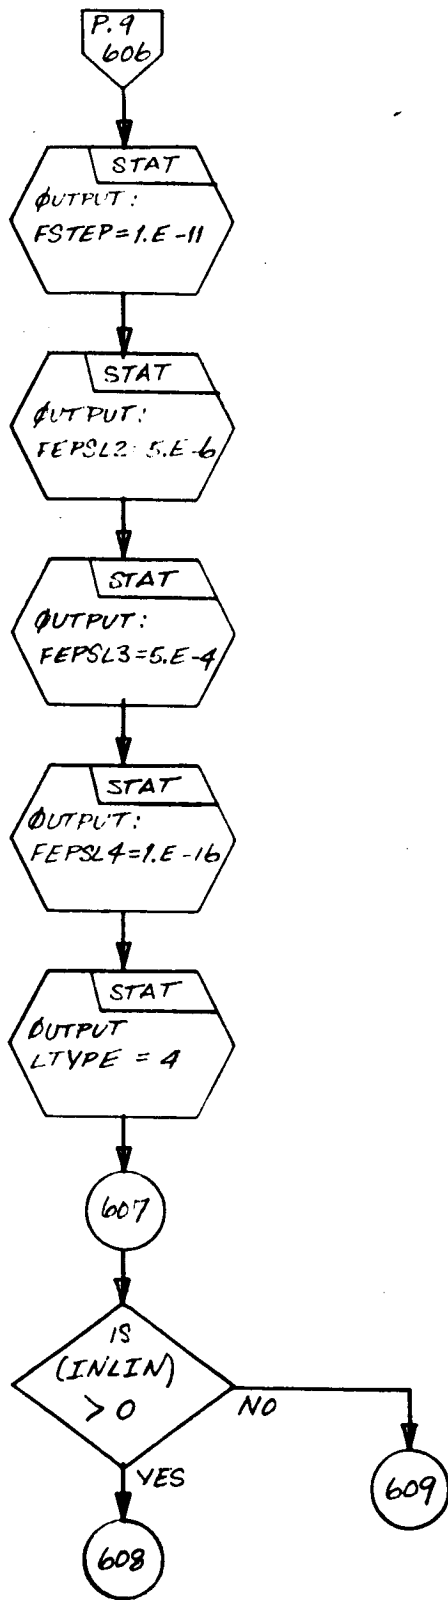 P.9
606
STAT
ØUTPUT:
FSTEP=1.E-11
STAT
ØUTPUT:
FEPSL2=5.E-6
STAT
ØUTPUT:
FEPSL3=5.E-4
STAT
ØUTPUT:
FEPSL4=1.E-16
STAT
ØUTPUT
LTYPE = 4
607
IS
(INLIN)
> 0
NO
YES
609
608